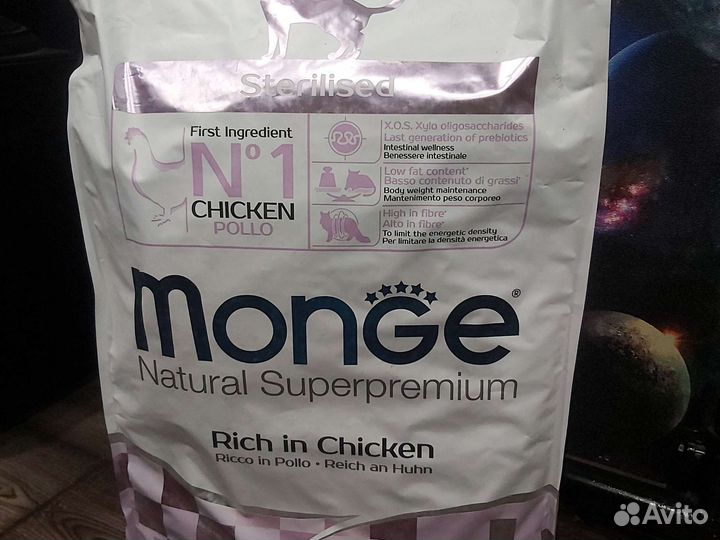 Sterilised
First Ingredient
N°1
CHICKEN
POLLO
X.O.S. Xylo oligosaccharides
Last generation of prebiotics
Intestinal wellness
Benessere intestinale
Low fat content*
Basso contenuto di grassi*
Body weight maintenance
Mantenimento peso corporeo
High in fibre*
Alto in fibre*
To limit the energetic density
Per limitare la densità energetica
monGe®
Natural Superpremium
Rich in Chicken
Ricco in Pollo • Reich an Huhn
Avito